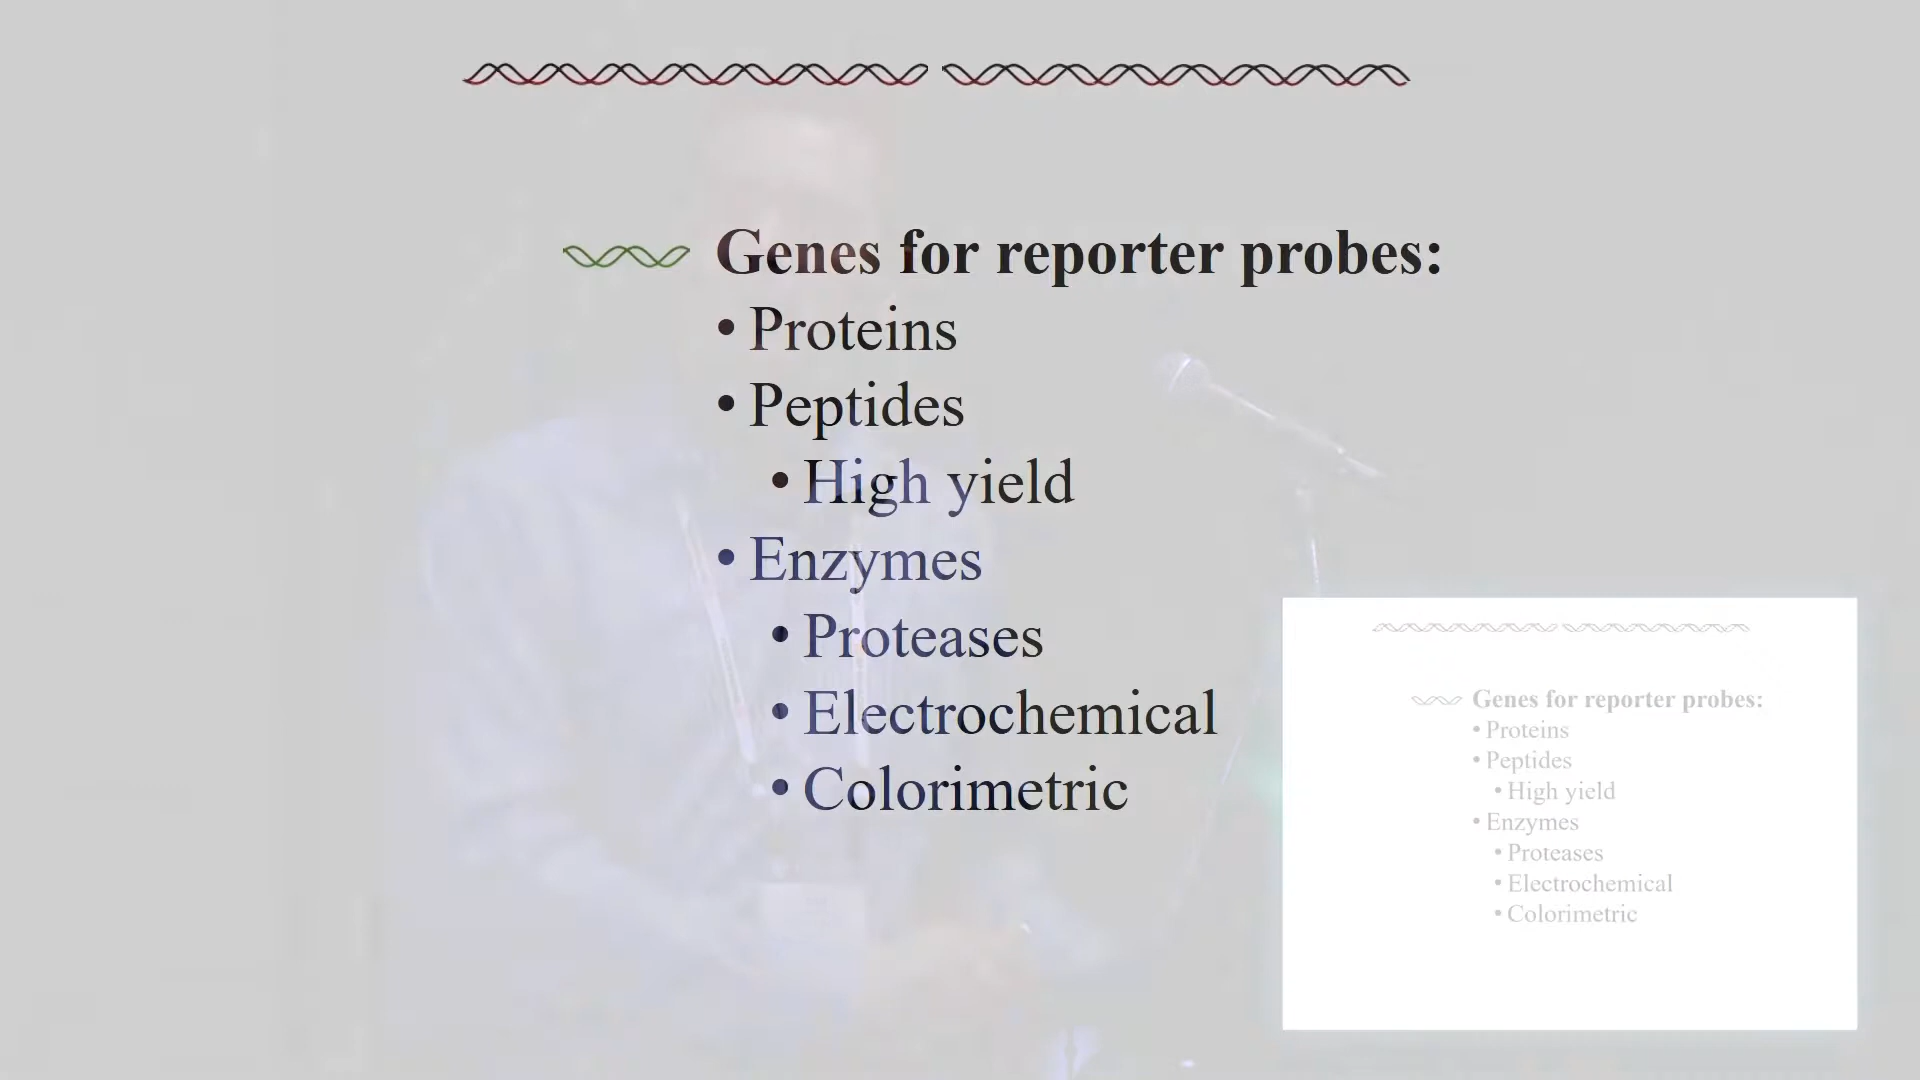 Genes for reporter probes:
• Proteins
• Peptides
• High yield
• Enzymes
• Proteases
• Electrochemical
• Colorimetric
Genes for reporter probes:
• Proteins
• Peptides
• High yield
• Enzymes
• Proteases
• Electrochemical
• Colorimetric